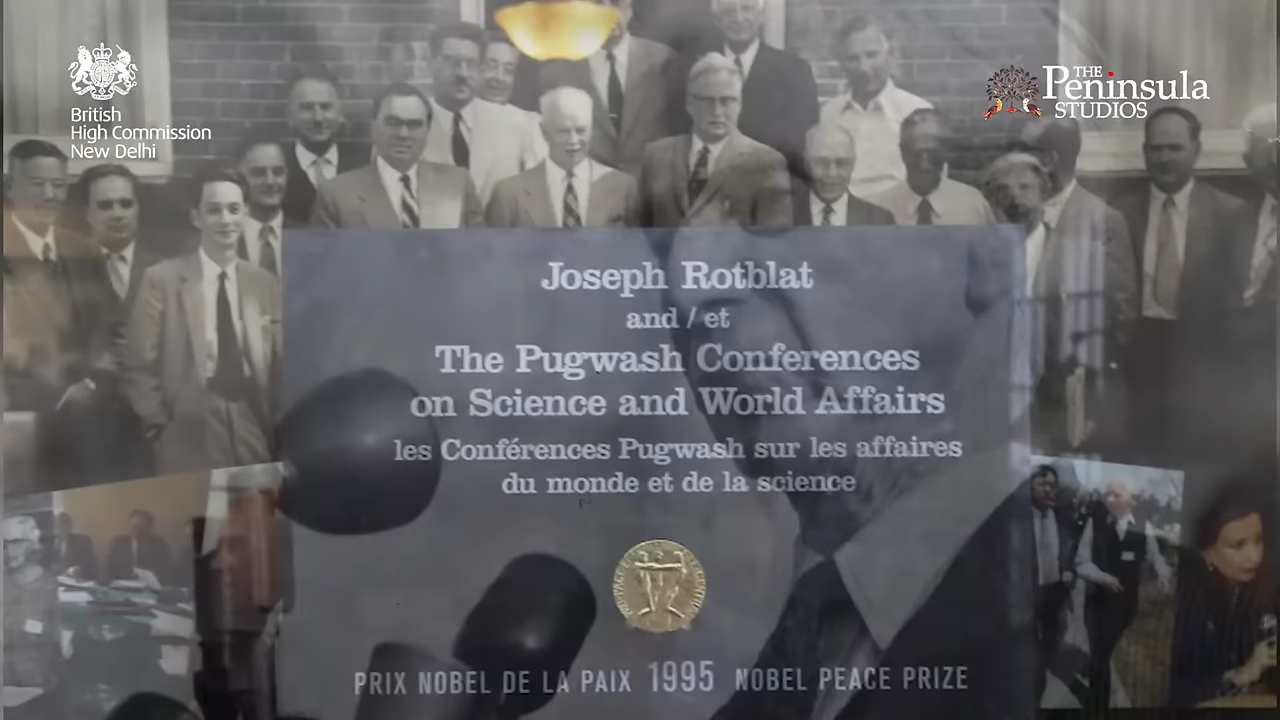 British
High Commission
New Delhi
THE
Peninsula
STUDIOS
Joseph Rotblat
and / et
The Pugwash Conferences
on Science and World Affairs
les Conférences Pugwash sur les affaires
du monde et de la science
PRIX NOBEL DE LA PAIX 1995 NOBEL PEACE PRIZE